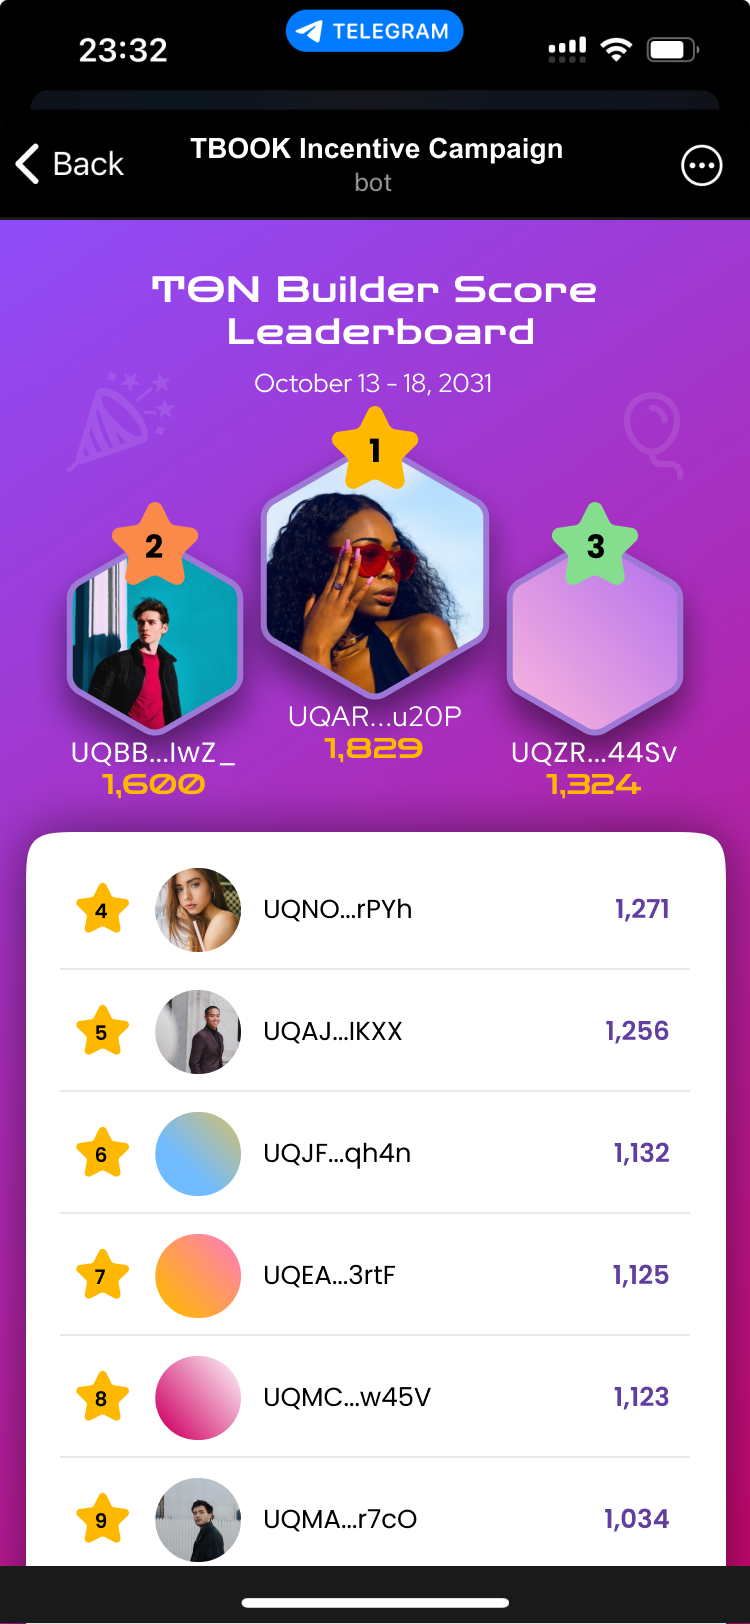 23:32
TELEGRAM
Back
TBOOK Incentive Campaign
bot
TON Builder Score
Leaderboard
October 13 - 18, 2031
1
2
3
UQAR...u20P
1,829
UQBB...IwZ_
1,600
UQZR...44Sv
1,324
4 UQNO...rPYh 1,271
5 UQAJ...IKXX 1,256
6 UQJF...qh4n 1,132
7 UQEA...3rtF 1,125
8 UQMC...w45V 1,123
9 UQMA...r7cO 1,034